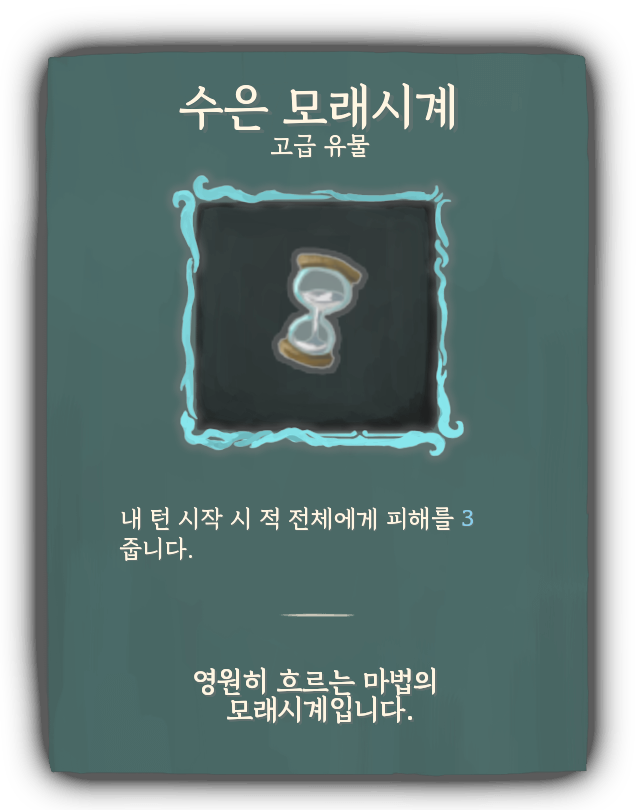 수은 모래시계
고급 유물
내 턴 시작 시 적 전체에게 피해를 3
줍니다.
영원히 흐르는 마법의
모래시계입니다.